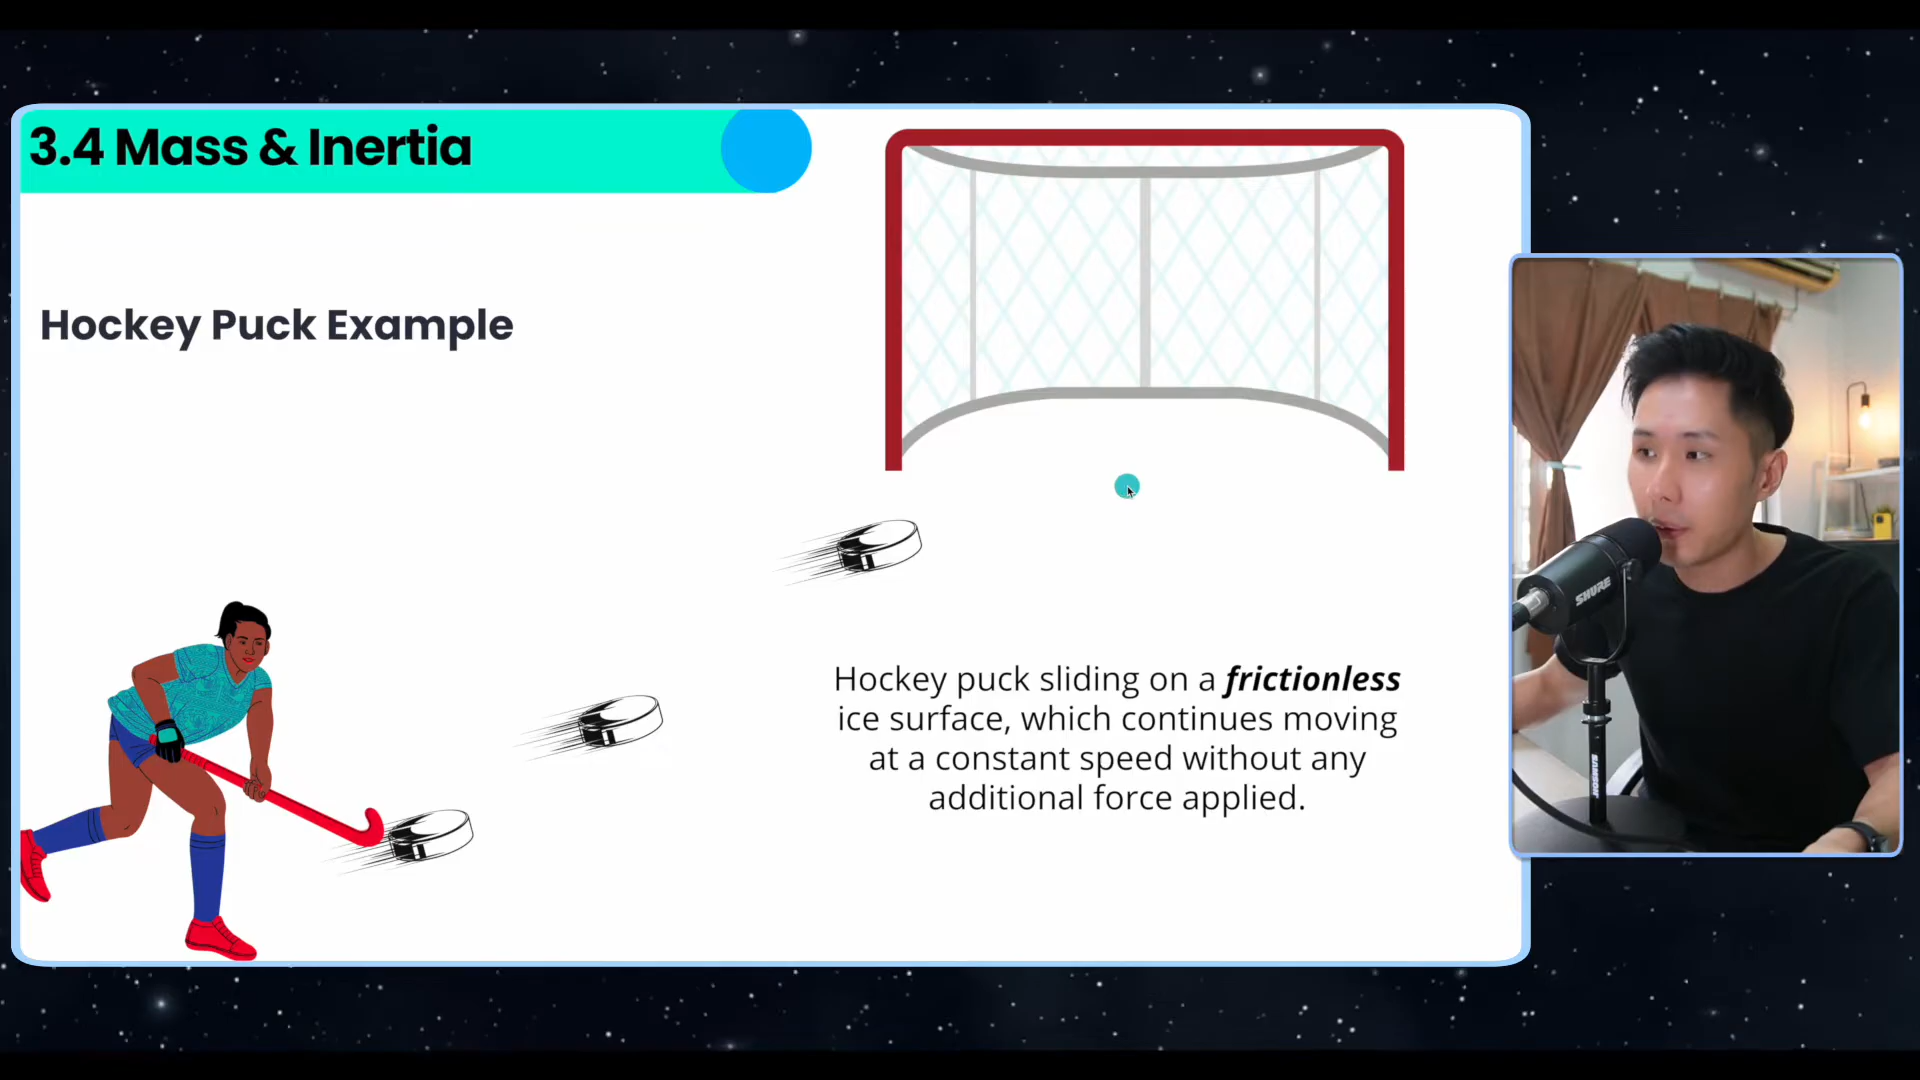 3.4 Mass & Inertia
Hockey Puck Example
Hockey puck sliding on a frictionless
ice surface, which continues moving
at a constant speed without any
additional force applied.
SHURE
SAMSON